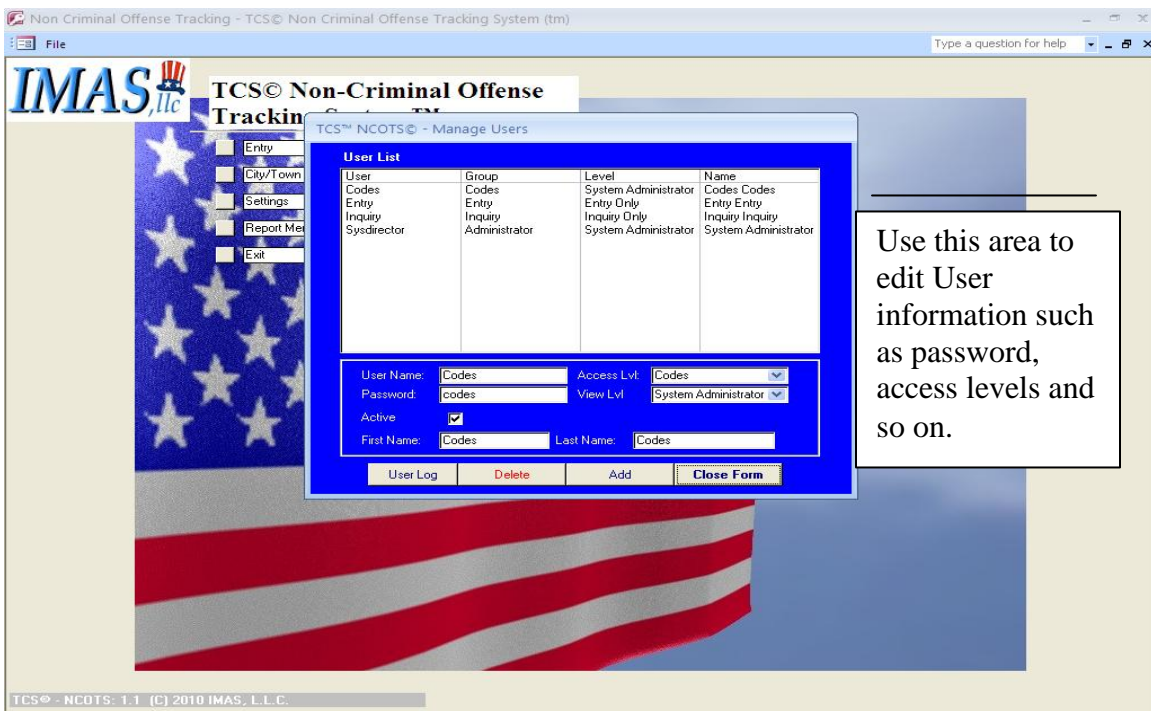 Non Criminal Offense Tracking - TCS© Non Criminal Offense Tracking System (tm)
File
Type a question for help
IMAS,llc
TCS© Non-Criminal Offense
Trackin
TCS™ NCOTS© - Manage Users
Entry
City/Town
Settings
Report Me
Exit
User List
User Group Level Name
Codes Codes System Administrator Codes Codes
Entry Entry Entry Only Entry Entry
Inquiry Inquiry Inquiry Only Inquiry Inquiry
Sysdirector Administrator System Administrator System Administrator
User Name: Codes Access Lvl: Codes
Password: codes View Lvl System Administrator
Active
First Name: Codes Last Name: Codes
User Log Delete Add Close Form
Use this area to
edit User
information such
as password,
access levels and
so on.
TCS© - NCOTS: 1.1 (C) 2010 IMAS, L.L.C.